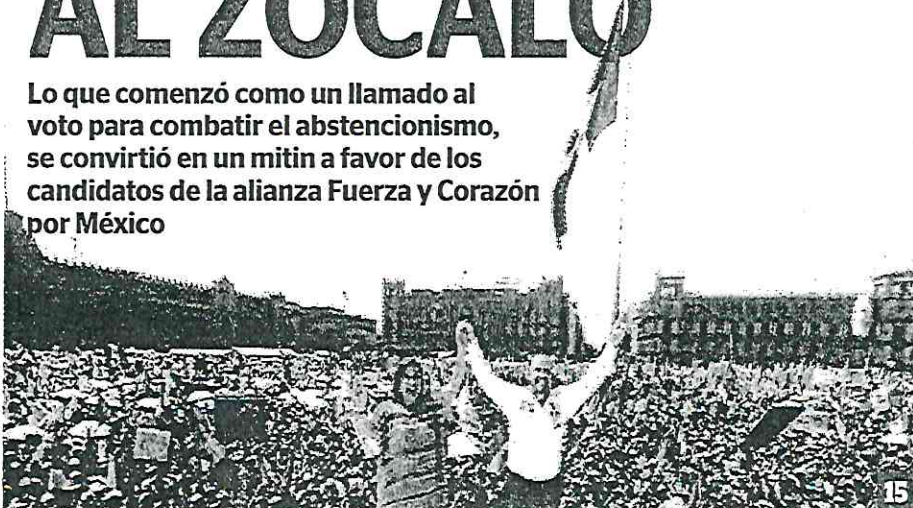 AL ZÓCALO
Lo que comenzó como un llamado al
voto para combatir el abstencionismo,
se convirtió en un mitin a favor de los
candidatos de la alianza Fuerza y Corazón
por México
15